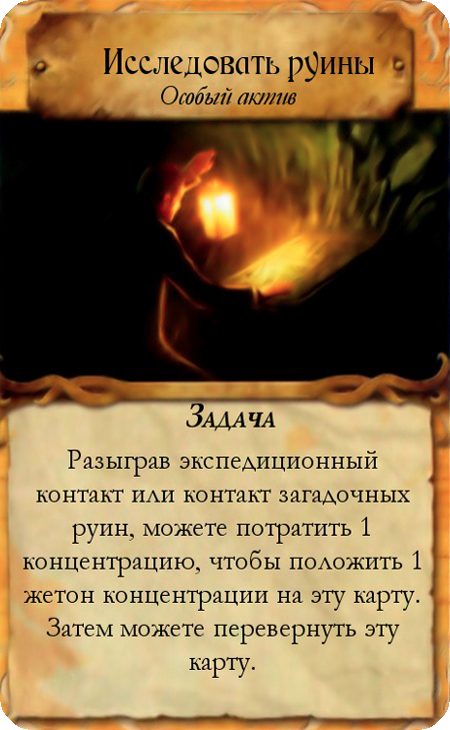 Исследовать руины
Особый актив
Задача
Разыграв экспедиционный
контакт или контакт загадочных
руин, можете потратить 1
концентрацию, чтобы положить 1
жетон концентрации на эту карту.
Затем можете перевернуть эту
карту.